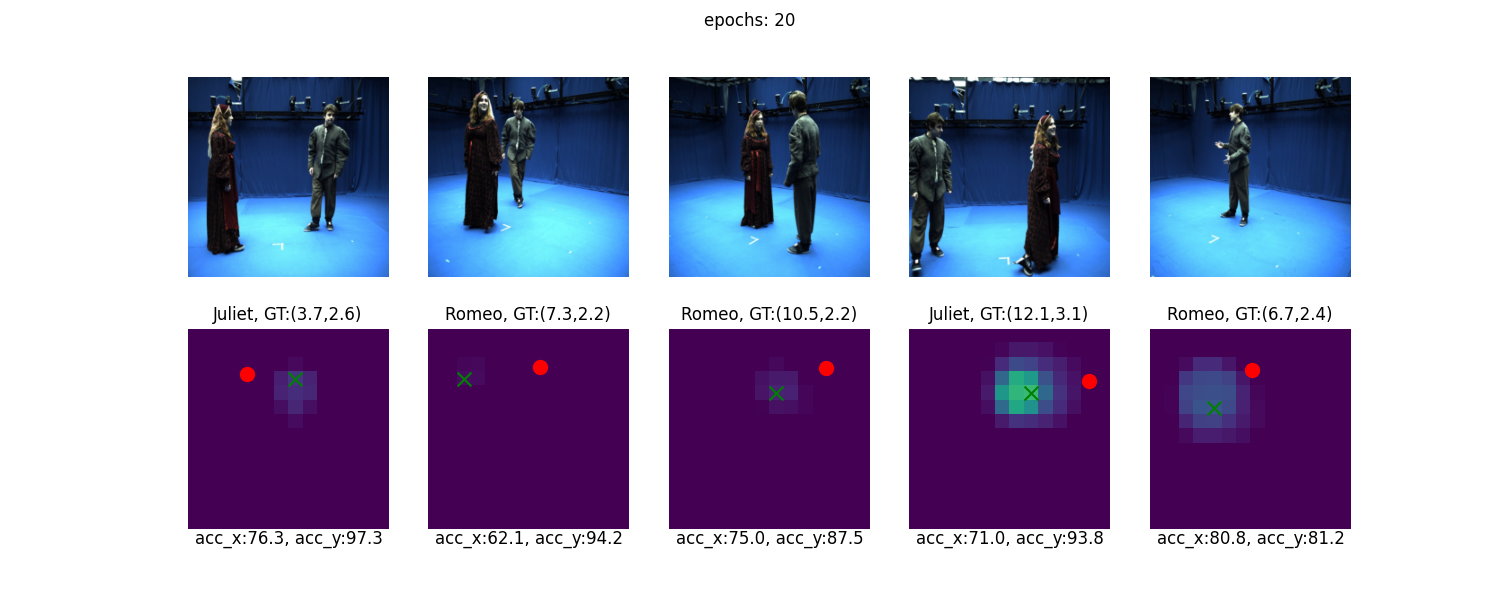 epochs: 20
Juliet, GT:(3.7,2.6)
Romeo, GT:(7.3,2.2)
Romeo, GT:(10.5,2.2)
Juliet, GT:(12.1,3.1)
Romeo, GT:(6.7,2.4)
acc_x:76.3, acc_y:97.3
acc_x:62.1, acc_y:94.2
acc_x:75.0, acc_y:87.5
acc_x:71.0, acc_y:93.8
acc_x:80.8, acc_y:81.2